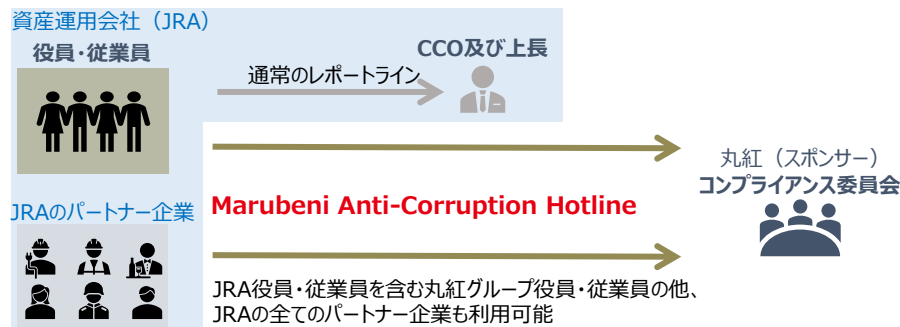 資産運用会社（JRA）
役員・従業員
CCO及び上長
通常のレポートライン
丸紅（スポンサー）
コンプライアンス委員会
JRAのパートナー企業
Marubeni Anti-Corruption Hotline
JRA役員・従業員を含む丸紅グループ役員・従業員の他、
JRAの全てのパートナー企業も利用可能